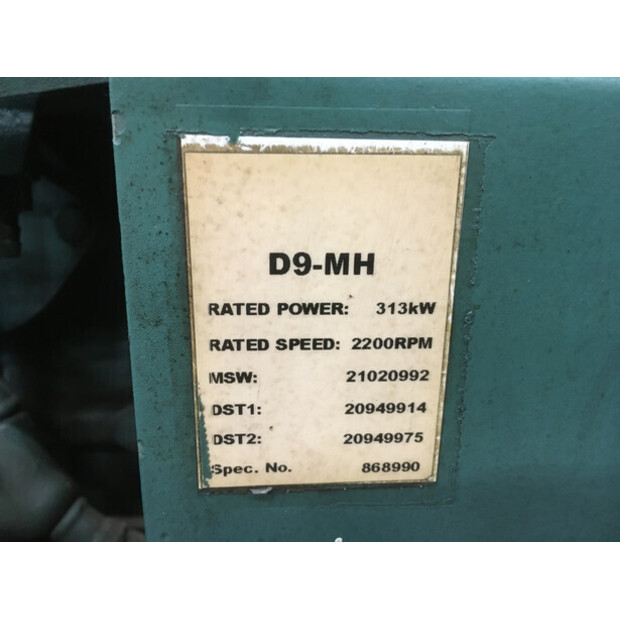 D9-MH
RATED POWER: 313kW
RATED SPEED: 2200RPM
MSW: 21020992
DST1: 20949914
DST2: 20949975
Spec. No. 868990